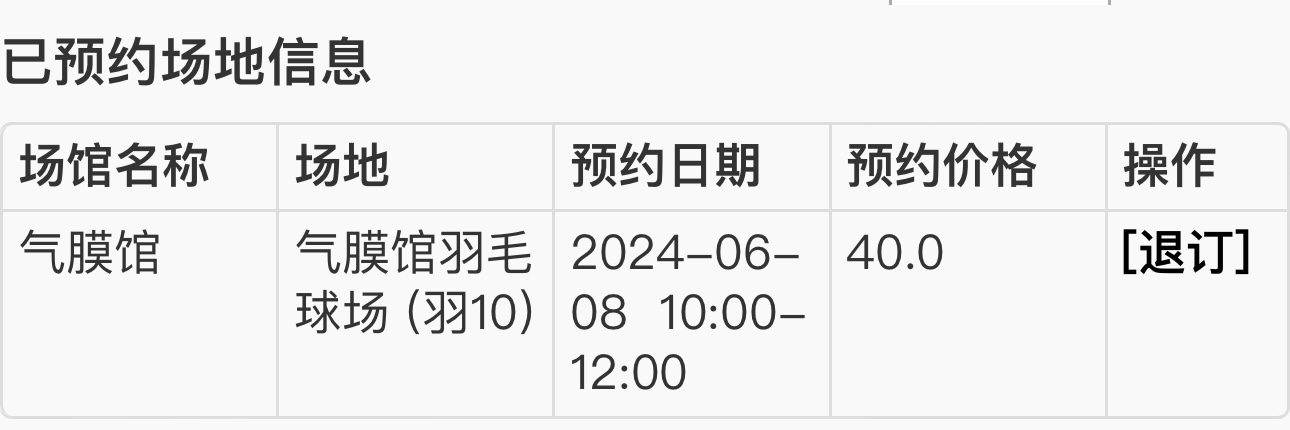 已预约场地信息
场馆名称 场地 预约日期 预约价格 操作
气膜馆 气膜馆羽毛 2024-06- 40.0 [退订]
球场 (羽10) 08 10:00-
12:00